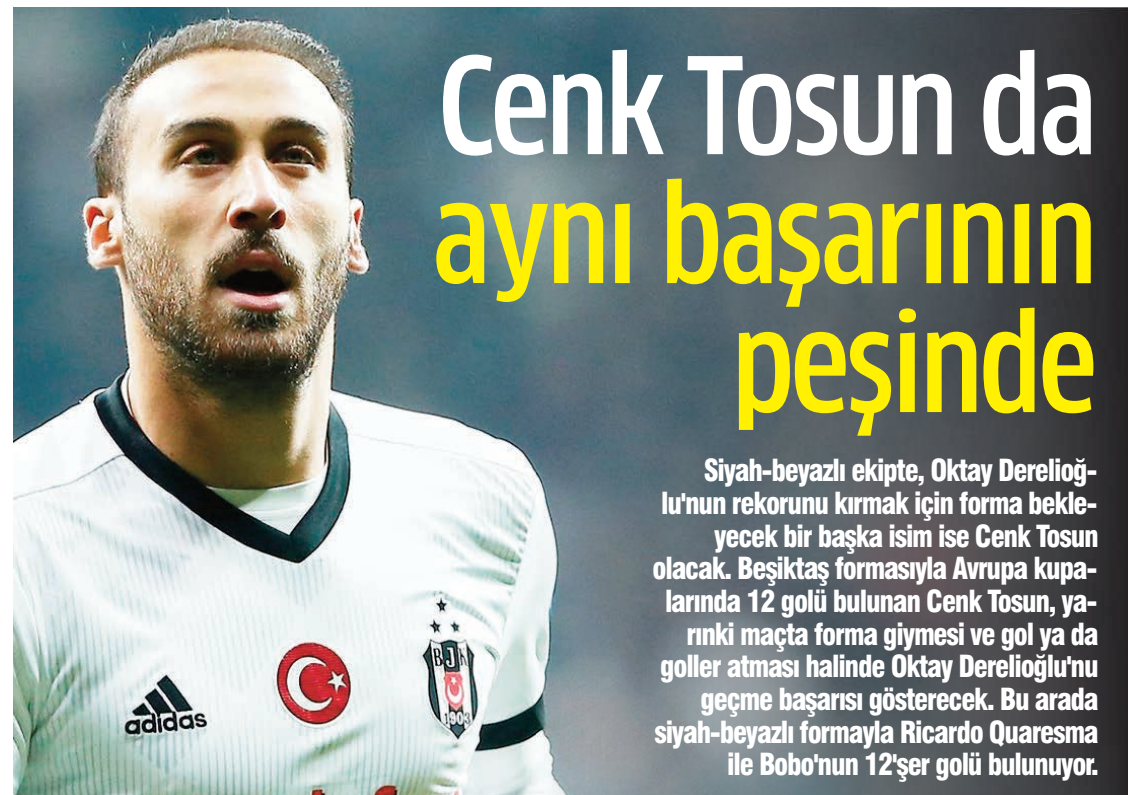 Cenk Tosun da
aynı başarının
peşinde
Siyah-beyazlı ekipte, Oktay Derelioğ-
lu'nun rekorunu kırmak için forma bekle-
yecek bir başka isim ise Cenk Tosun
olacak. Beşiktaş formasıyla Avrupa kupa-
larında 12 golü bulunan Cenk Tosun, ya-
rınki maçta forma giymesi ve gol ya da
goller atması halinde Oktay Derelioğlu'nu
geçme başarısı gösterecek. Bu arada
siyah-beyazlı formayla Ricardo Quaresma
ile Bobo'nun 12'şer golü bulunuyor.
adidas
BJK
1903